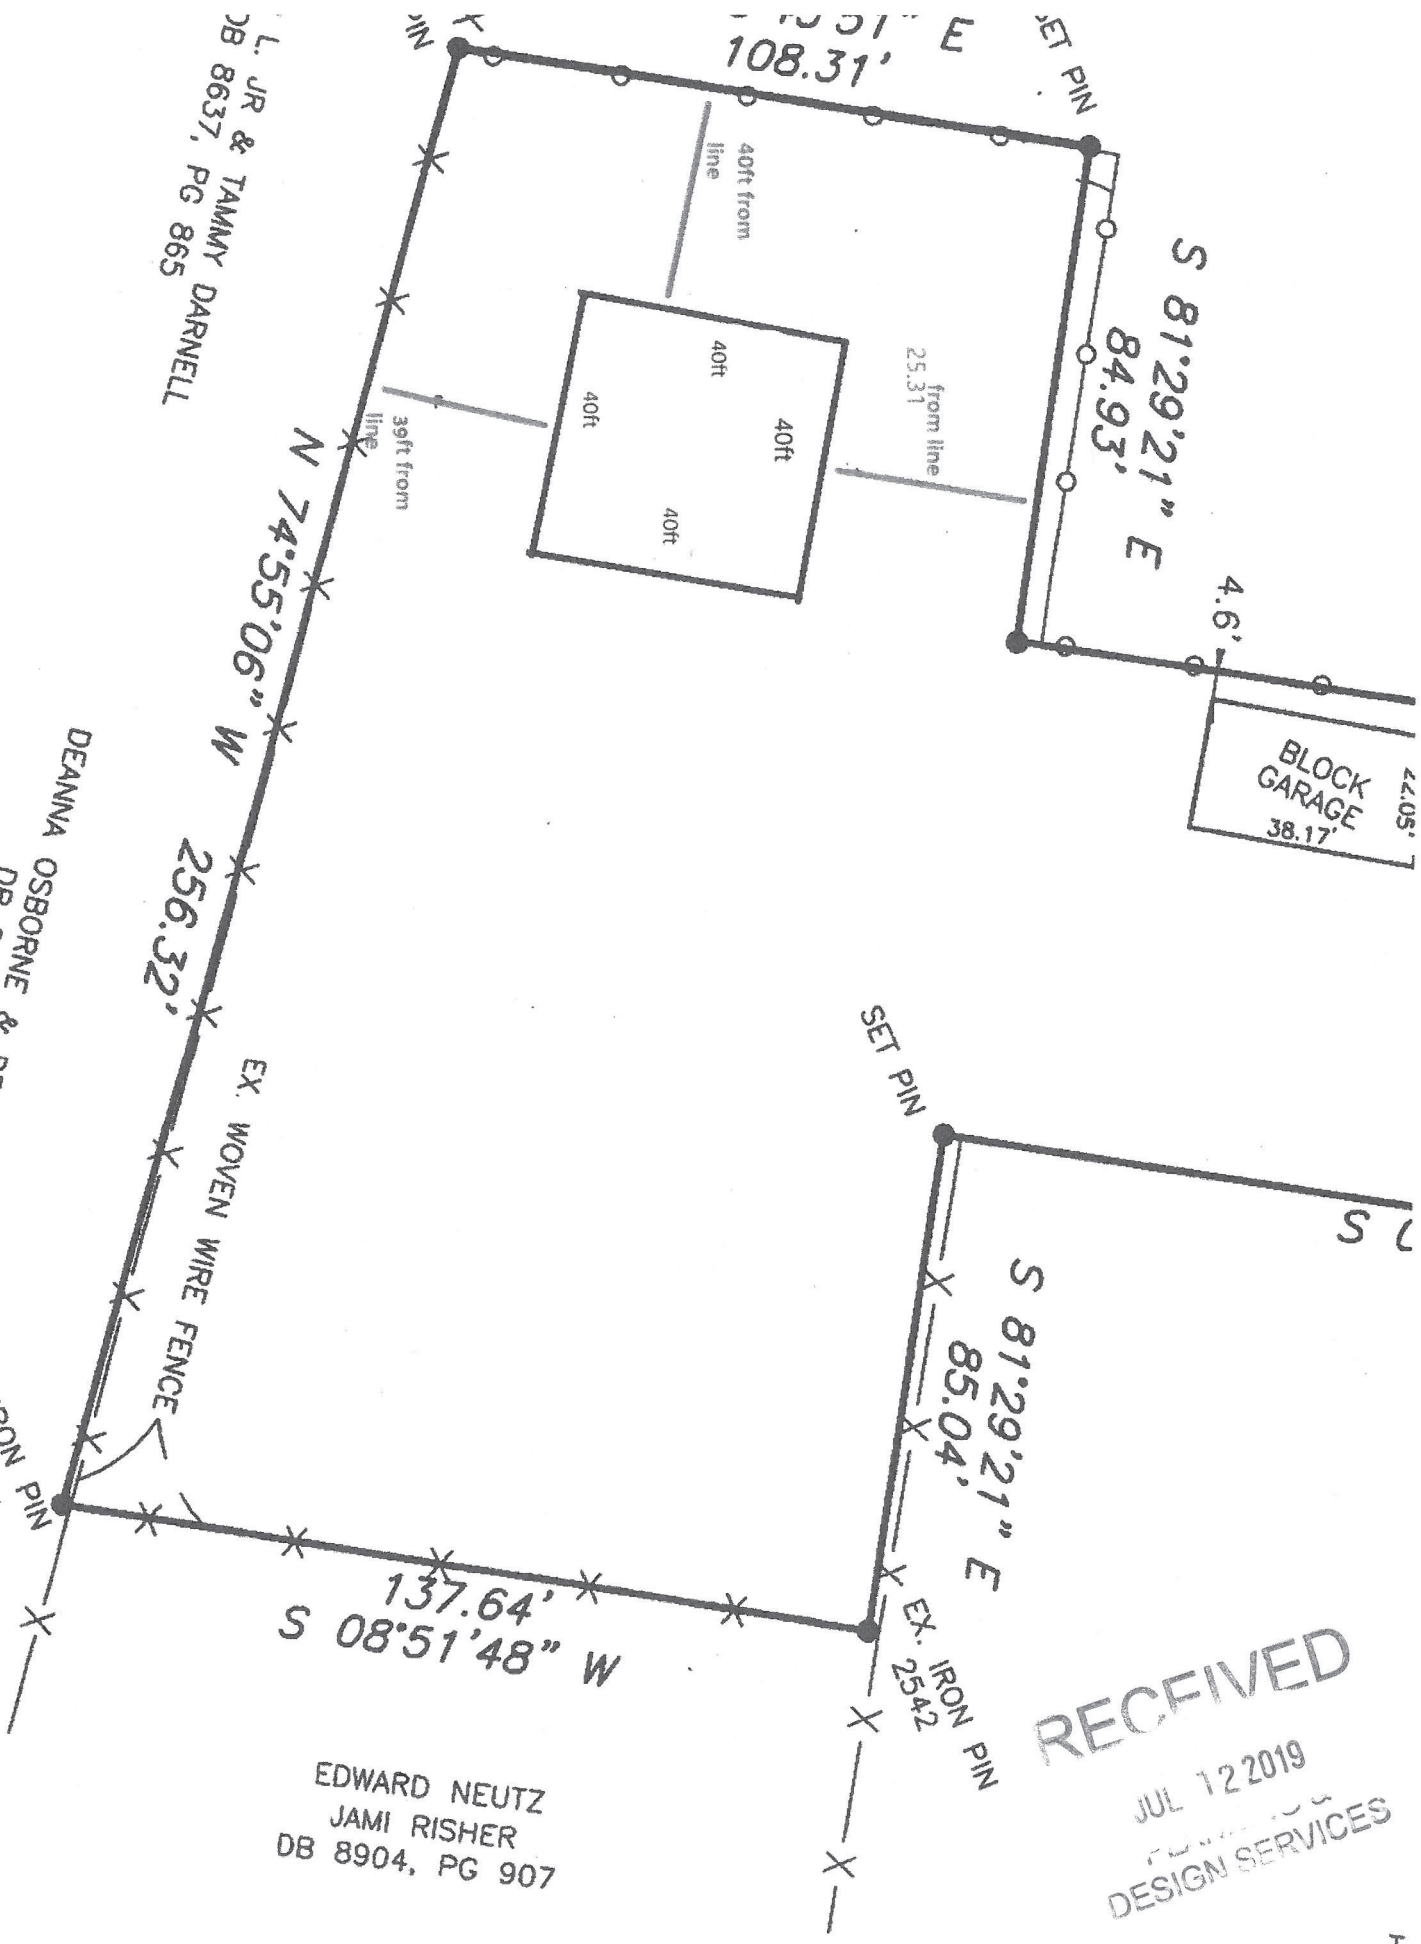 E
108.31'
SET PIN
PIN
L. JR & TAMMY DARNELL
DB 8637, PG 865
40ft from
line
S 81°29'21" E
84.93'
25.31
from line
40ft
40ft
40ft
40ft
39ft from
line
4.6'
BLOCK
GARAGE
38.17'
22.05'
N 74°55'06" W 256.32'
DEANNA OSBORNE &
EX. WOVEN WIRE FENCE
SET PIN
S
S 81°29'21" E
85.04'
PIN
137.64'
S 08°51'48" W
EX. IRON PIN
2542
EDWARD NEUTZ
JAMI RISHER
DB 8904, PG 907
RECEIVED
JUL 12 2019
DESIGN SERVICES